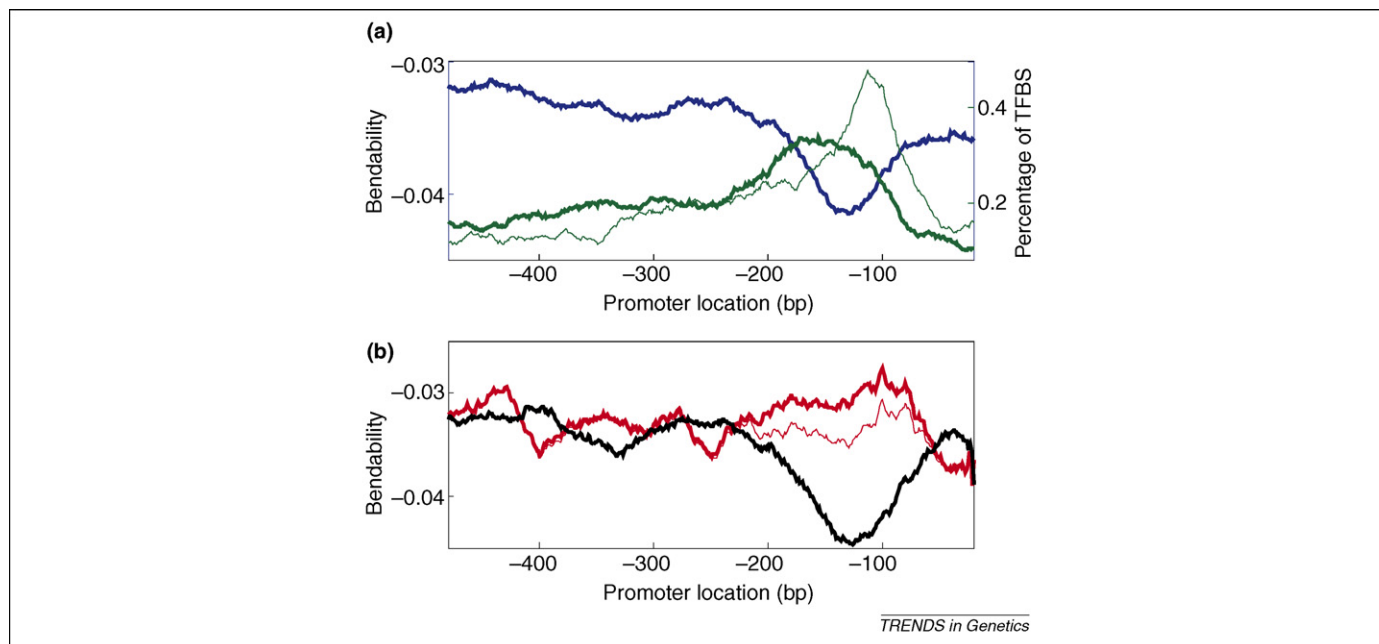 (a)
−0.03
−0.04
Bendability
0.4
0.2
Percentage of TFBS
−400 −300 −200 −100
Promoter location (bp)
(b)
−0.03
−0.04
Bendability
−400 −300 −200 −100
Promoter location (bp)
TRENDS in Genetics